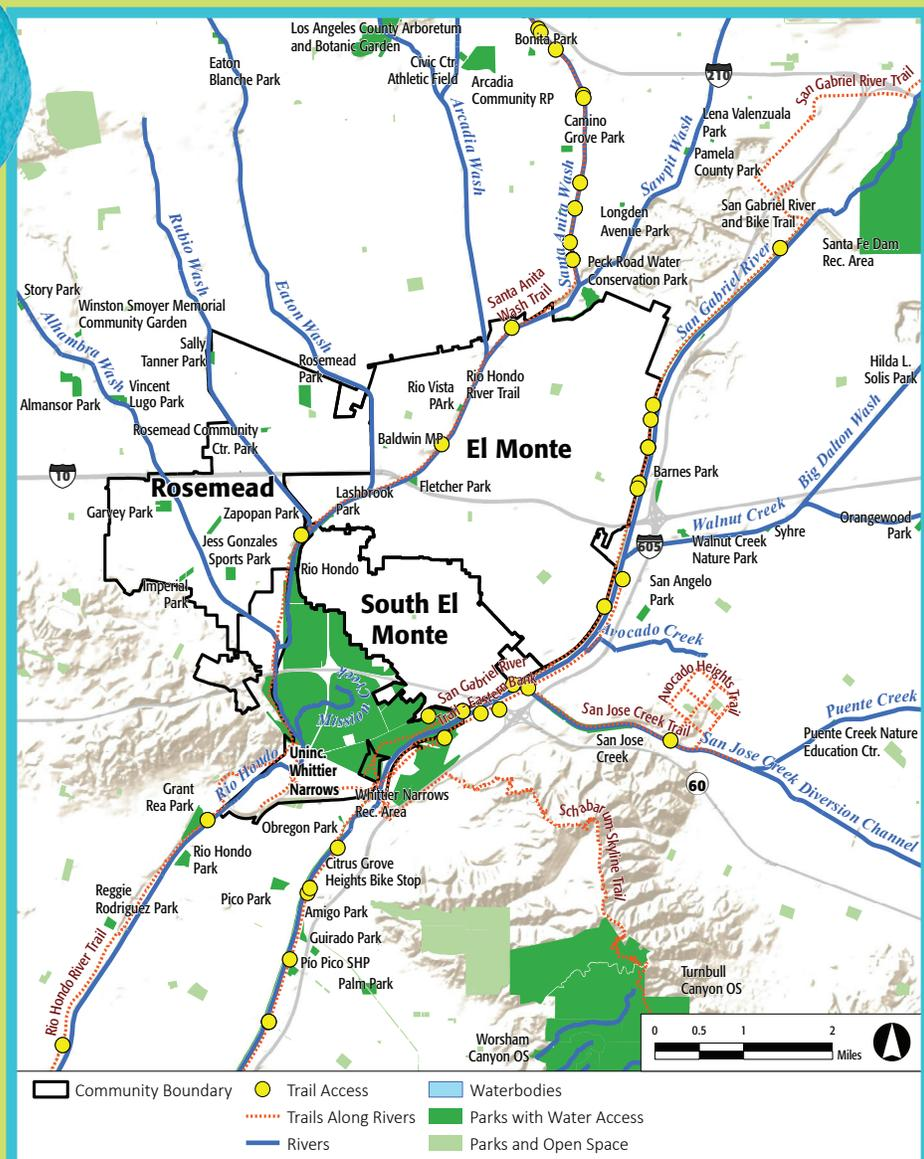 Los Angeles County Arboretum
and Botanic Garden
Bonita Park
Eaton
Blanche Park
Civic Ctr.
Athletic Field
Arcadia
Community RP
210
San Gabriel River Trail
Arcadia Wash
Camino
Grove Park
Lena Valenzuala
Park
Sawpit Wash
Pamela
County Park
Santa Anita Wash
Longden
Avenue Park
San Gabriel River
and Bike Trail
Rubio Wash
Santa Fe Dam
Rec. Area
Peck Road Water
Conservation Park
Santa Anita
Wash Trail
San Gabriel River
Eaton Wash
Story Park
Winston Smoyer Memorial
Community Garden
Alhambra Wash
Sally
Tanner Park
Rosemead
Park
Hilda L.
Solis Park
Rio Vista
PArk
Rio Hondo
River Trail
Almansor Park
Vincent
Lugo Park
Rosemead Community
Ctr. Park
Baldwin MP
El Monte
Big Dalton Wash
10
Rosemead
Barnes Park
Fletcher Park
Lashbrook
Park
Garvey Park
Zapopan Park
Walnut Creek
Orangewood
Park
Syhre
Walnut Creek
Nature Park
605
Jess Gonzales
Sports Park
Rio Hondo
Imperial
Park
San Angelo
Park
South El
Monte
Avocado Creek
San Gabriel River
Trail - Eastern Bank
Avocado Heights Trail
Mission Creek
Puente Creek
San Jose Creek Trail
San Jose
Creek
Puente Creek Nature
Education Ctr.
San Jose Creek Diversion Channel
Uninc.
Whittier
Narrows
Rio Hondo
60
Grant
Rea Park
Whittier Narrows
Rec. Area
Schabarum-Skyline Trail
Obregon Park
Rio Hondo
Park
Citrus Grove
Heights Bike Stop
Reggie
Rodriguez Park
Pico Park
Amigo Park
Guirado Park
Rio Hondo River Trail
Pío Pico SHP
Palm Park
Turnbull
Canyon OS
Worsham
Canyon OS
0 0.5 1 2
Miles
Community Boundary
Trail Access
Waterbodies
Trails Along Rivers
Parks with Water Access
Rivers
Parks and Open Space